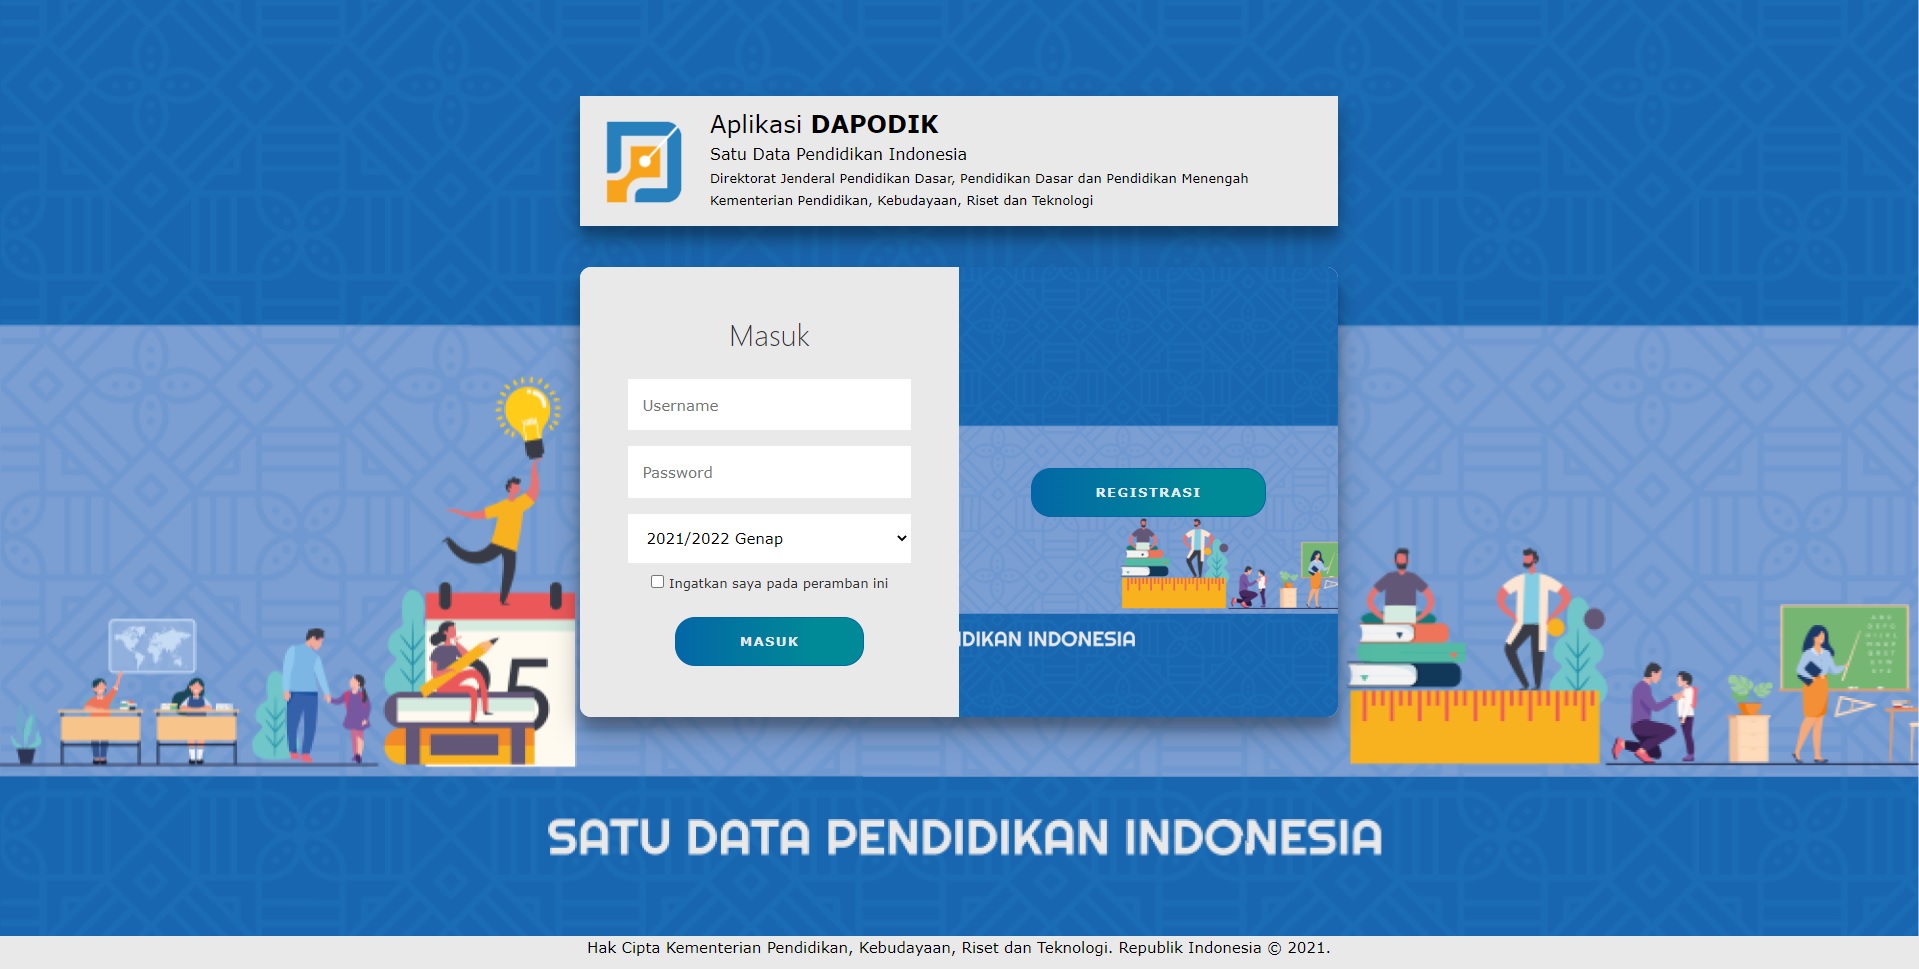 Aplikasi DAPODIK
Satu Data Pendidikan Indonesia
Direktorat Jenderal Pendidikan Dasar, Pendidikan Dasar dan Pendidikan Menengah
Kementerian Pendidikan, Kebudayaan, Riset dan Teknologi
Masuk
Username
Password
2021/2022 Genap
Ingatkan saya pada peramban ini
MASUK
REGISTRASI
DIKAN INDONESIA
5
SATU DATA PENDIDIKAN INDONESIA
Hak Cipta Kementerian Pendidikan, Kebudayaan, Riset dan Teknologi. Republik Indonesia © 2021.